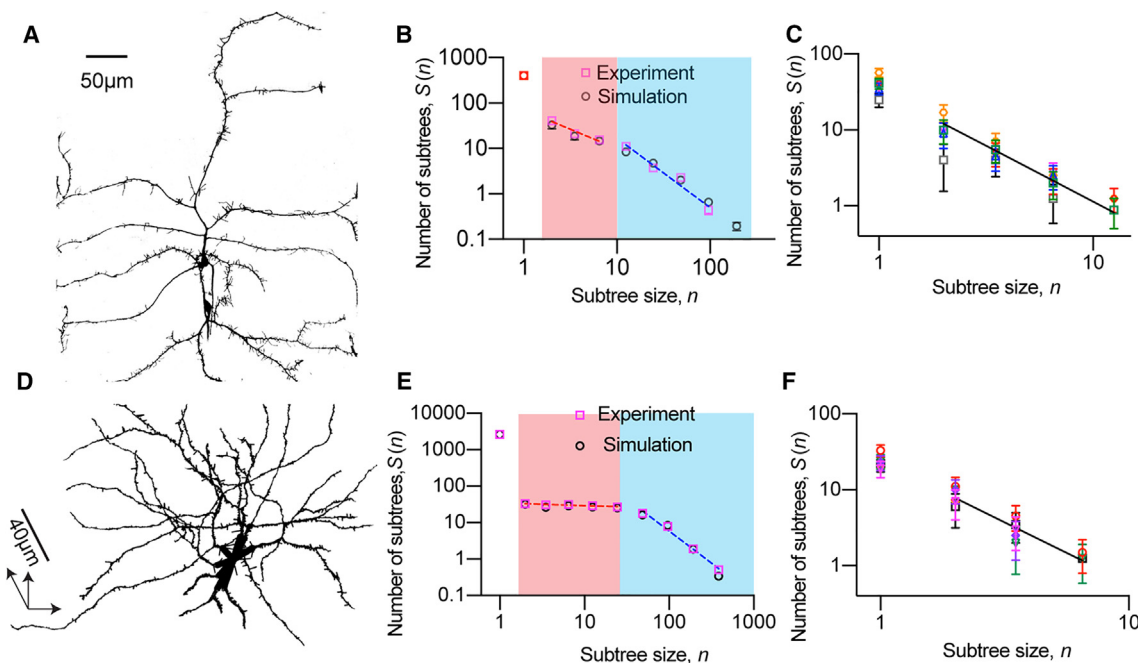 A
50µm
B
Number of subtrees, S(n)
1000
100
10
1
0.1
Experiment
Simulation
1
10
100
Subtree size, n
C
Number of subtrees, S(n)
100
10
1
1
10
Subtree size, n
D
40µm
E
Number of subtrees, S(n)
10000
1000
100
10
1
0.1
Experiment
Simulation
1
10
100
1000
Subtree size, n
F
Number of subtrees, S(n)
100
10
1
1
10
Subtree size, n